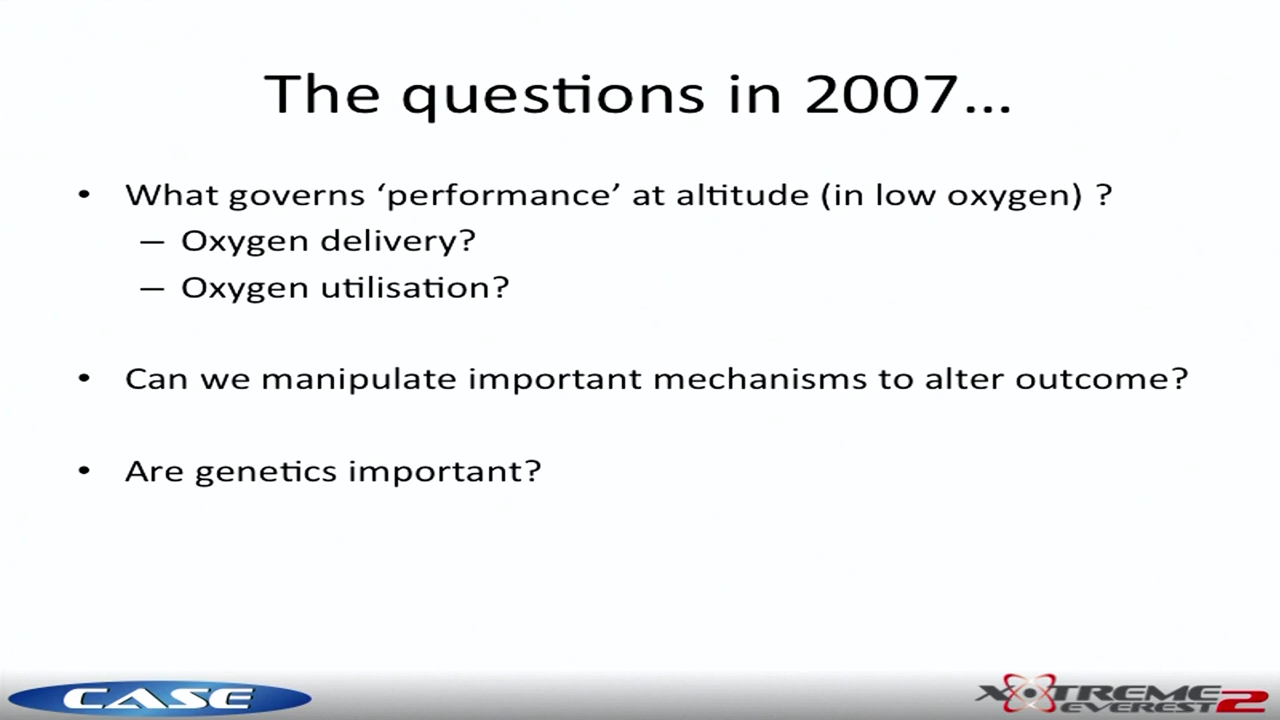 The questions in 2007...
• What governs ‘performance’ at altitude (in low oxygen) ?
– Oxygen delivery?
– Oxygen utilisation?
• Can we manipulate important mechanisms to alter outcome?
• Are genetics important?
CASE
XTREME
EVEREST 2